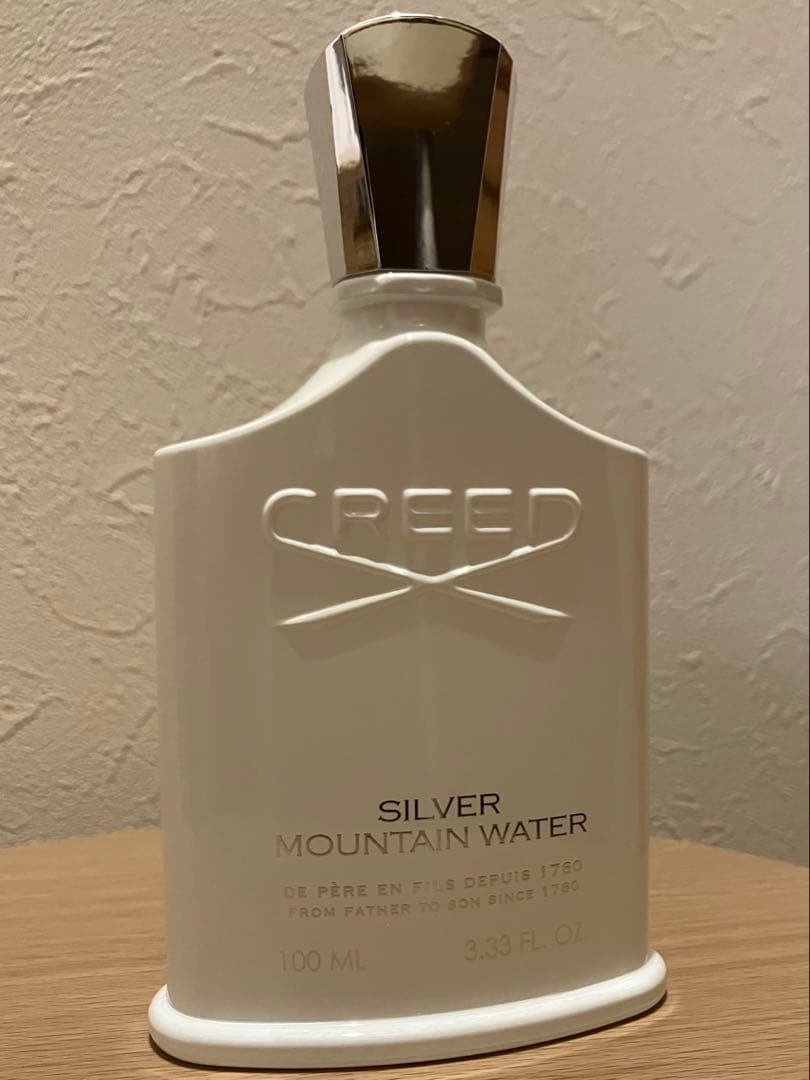 CREED
SILVER
MOUNTAIN WATER
DE PÈRE EN FILS DEPUIS 1760
FROM FATHER TO SON SINCE 1760
100 ML 3.33 FL. OZ